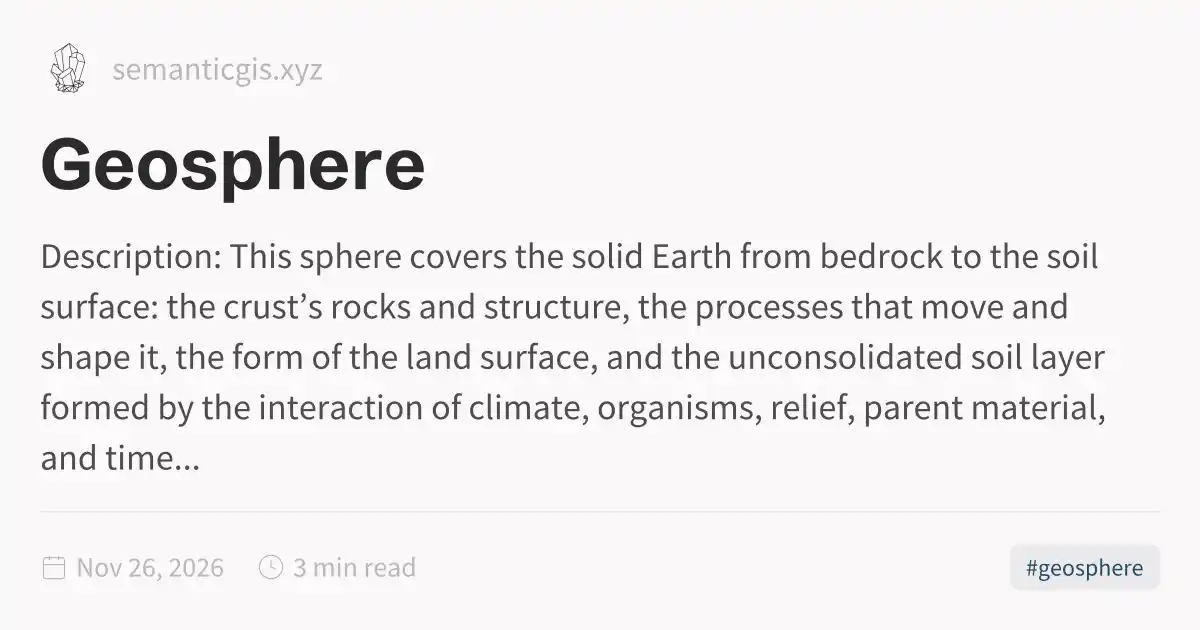 semanticgis.xyz
Geosphere
Description: This sphere covers the solid Earth from bedrock to the soil
surface: the crust’s rocks and structure, the processes that move and
shape it, the form of the land surface, and the unconsolidated soil layer
formed by the interaction of climate, organisms, relief, parent material,
and time...
Nov 26, 2026 3 min read #geosphere